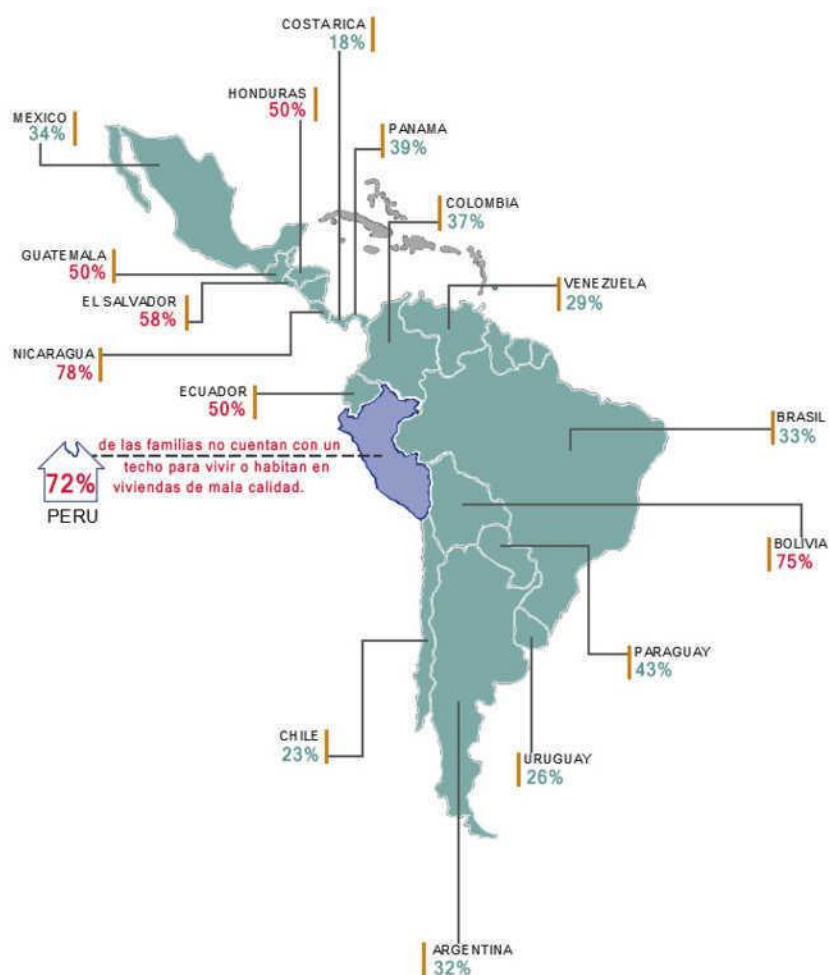 COSTA RICA
18%
HONDURAS
50%
MEXICO
34%
PANAMA
39%
COLOMBIA
37%
GUATEMALA
50%
VENEZUELA
29%
EL SALVADOR
58%
NICARAGUA
78%
ECUADOR
50%
BRASIL
33%
de las familias no cuentan con un
techo para vivir o habitan en
viviendas de mala calidad.
72%
PERU
BOLIVIA
75%
PARAGUAY
43%
CHILE
23%
URUGUAY
26%
ARGENTINA
32%